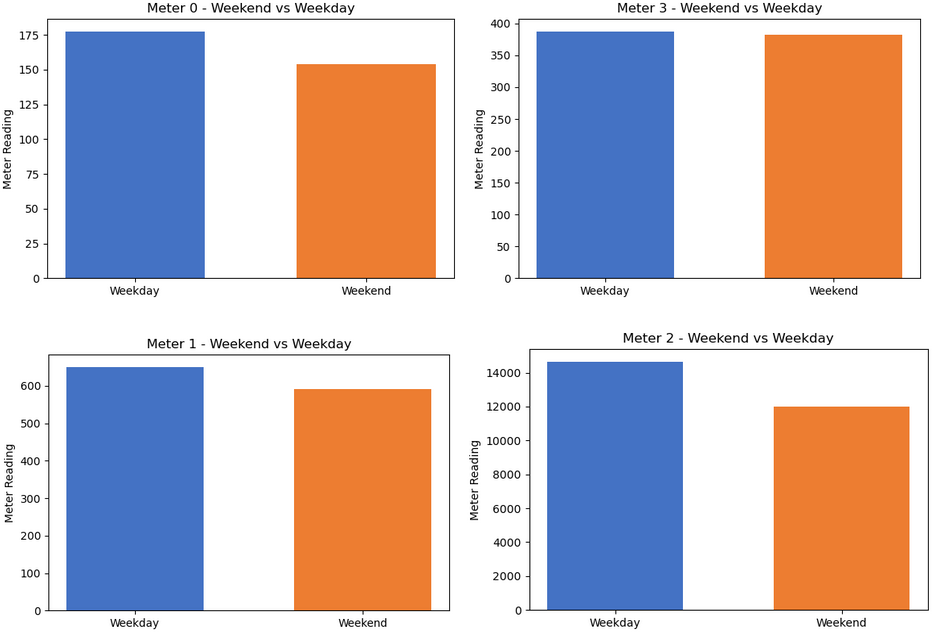 Meter 0 - Weekend vs Weekday
Meter Reading
175
150
125
100
75
50
25
0
Weekday
Weekend
Meter 3 - Weekend vs Weekday
Meter Reading
400
350
300
250
200
150
100
50
0
Weekday
Weekend
Meter 1 - Weekend vs Weekday
Meter Reading
600
500
400
300
200
100
0
Weekday
Weekend
Meter 2 - Weekend vs Weekday
Meter Reading
14000
12000
10000
8000
6000
4000
2000
0
Weekday
Weekend